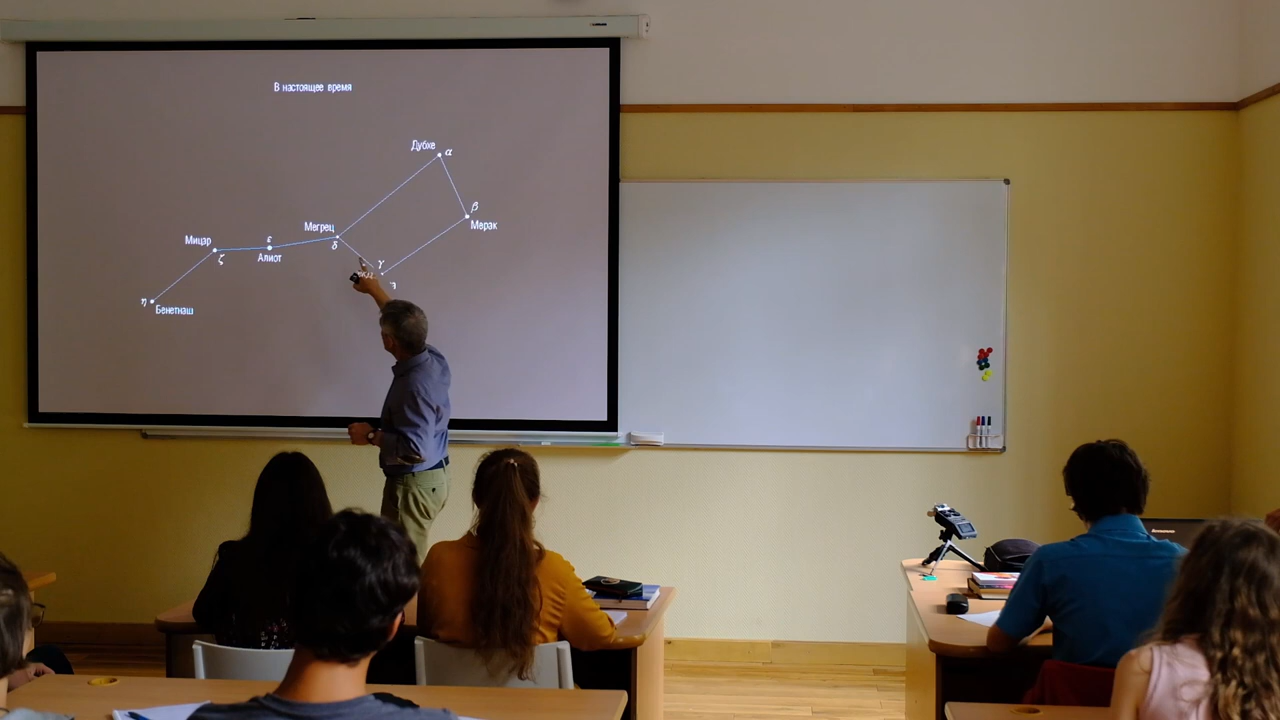 В настоящее время
Дубхе α
β
Мерак
Мегрец
δ
Мицар
ζ
ε
Алиот
γ
η
Бенетнаш